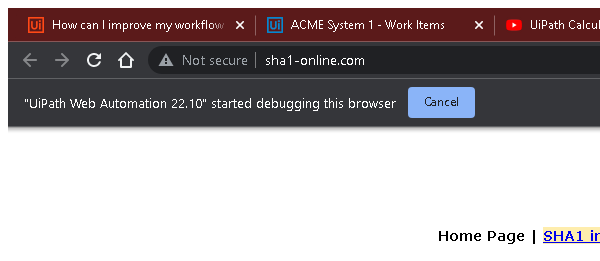 How can I improve my workflow
ACME System 1 - Work Items
UiPath Calcul
Not secure | sha1-online.com
"UiPath Web Automation 22.10" started debugging this browser
Cancel
Home Page | SHA1 in